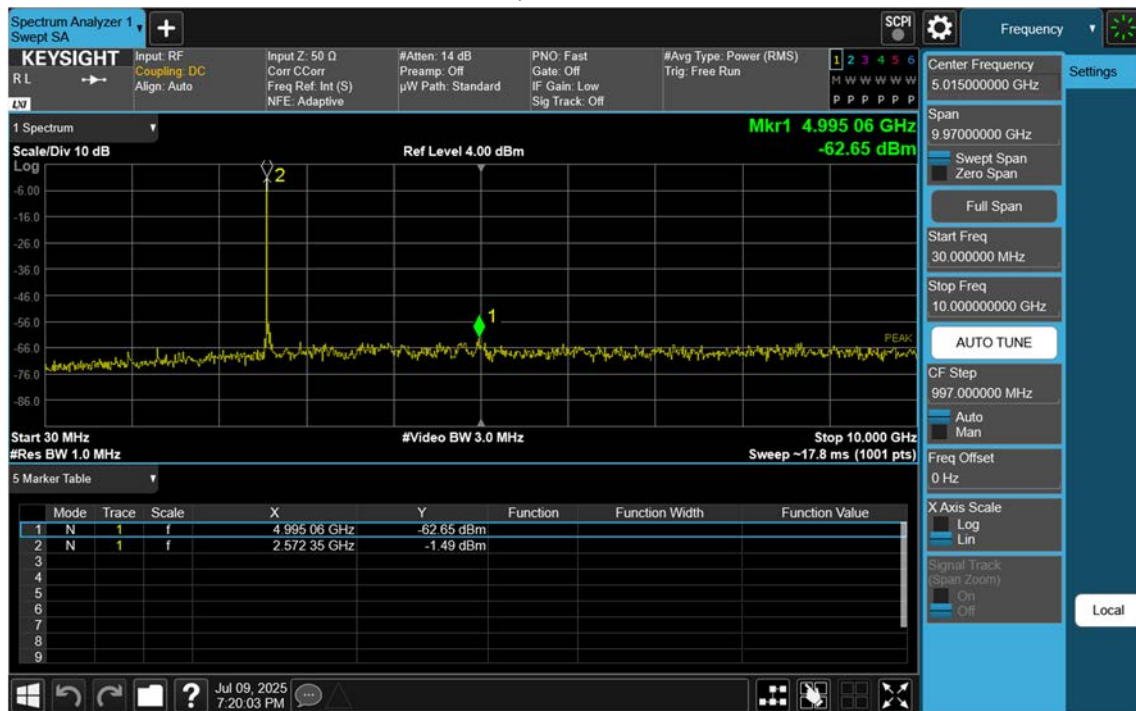 Spectrum Analyzer 1
Swept SA
SCPI
Frequency
KEYSIGHT
R L
LXI
Input: RF
Coupling: DC
Align: Auto
Input Z: 50 Ω
Corr CCorr
Freq Ref: Int (S)
NFE: Adaptive
#Atten: 14 dB
Preamp: Off
µW Path: Standard
PNO: Fast
Gate: Off
IF Gain: Low
Sig Track: Off
#Avg Type: Power (RMS)
Trig: Free Run
1 2 3 4 5 6
M W W W W W
P P P P P P
1 Spectrum
Scale/Div 10 dB
Ref Level 4.00 dBm
Mkr1 4.995 06 GHz
-62.65 dBm
Log
-6.00
-16.0
-26.0
-36.0
-46.0
-56.0
-66.0
-76.0
-86.0
2
1
PEAK
Start 30 MHz
#Video BW 3.0 MHz
Stop 10.000 GHz
#Res BW 1.0 MHz
Sweep ~17.8 ms (1001 pts)
5 Marker Table
Mode Trace Scale X Y Function Function Width Function Value
1 N 1 f 4.995 06 GHz -62.65 dBm
2 N 1 f 2.572 35 GHz -1.49 dBm
3
4
5
6
7
8
9
Jul 09, 2025
7:20:03 PM
Center Frequency
5.015000000 GHz
Settings
Span
9.97000000 GHz
Swept Span
Zero Span
Full Span
Start Freq
30.000000 MHz
Stop Freq
10.000000000 GHz
AUTO TUNE
CF Step
997.000000 MHz
Auto
Man
Freq Offset
0 Hz
X Axis Scale
Log
Lin
Signal Track
(Span Zoom)
On
Off
Local